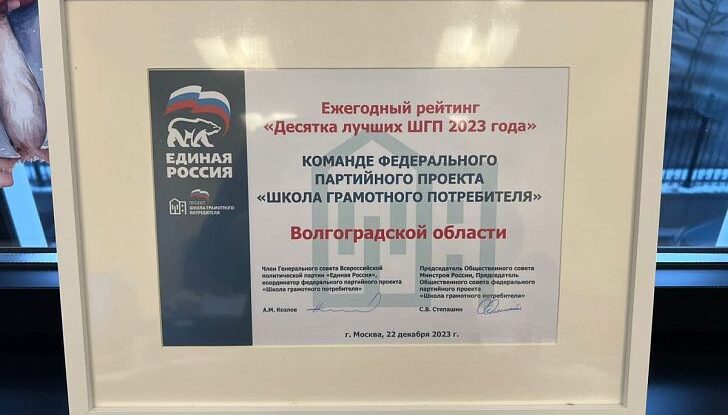 ЕДИНАЯ
РОССИЯ
ПРОЕКТ
ШКОЛА ГРАМОТНОГО
ПОТРЕБИТЕЛЯ
Ежегодный рейтинг
«Десятка лучших ШГП 2023 года»
КОМАНДЕ ФЕДЕРАЛЬНОГО
ПАРТИЙНОГО ПРОЕКТА
«ШКОЛА ГРАМОТНОГО ПОТРЕБИТЕЛЯ»
Волгоградской области
Член Генерального совета Всероссийской
политической партии «Единая Россия»,
координатор федерального партийного проекта
«Школа грамотного потребителя»
А.М. Козлов
Председатель Общественного совета
Минстроя России, Председатель
Общественного совета федерального
партийного проекта
«Школа грамотного потребителя»
С.В. Степашин
г. Москва, 22 декабря 2023 г.